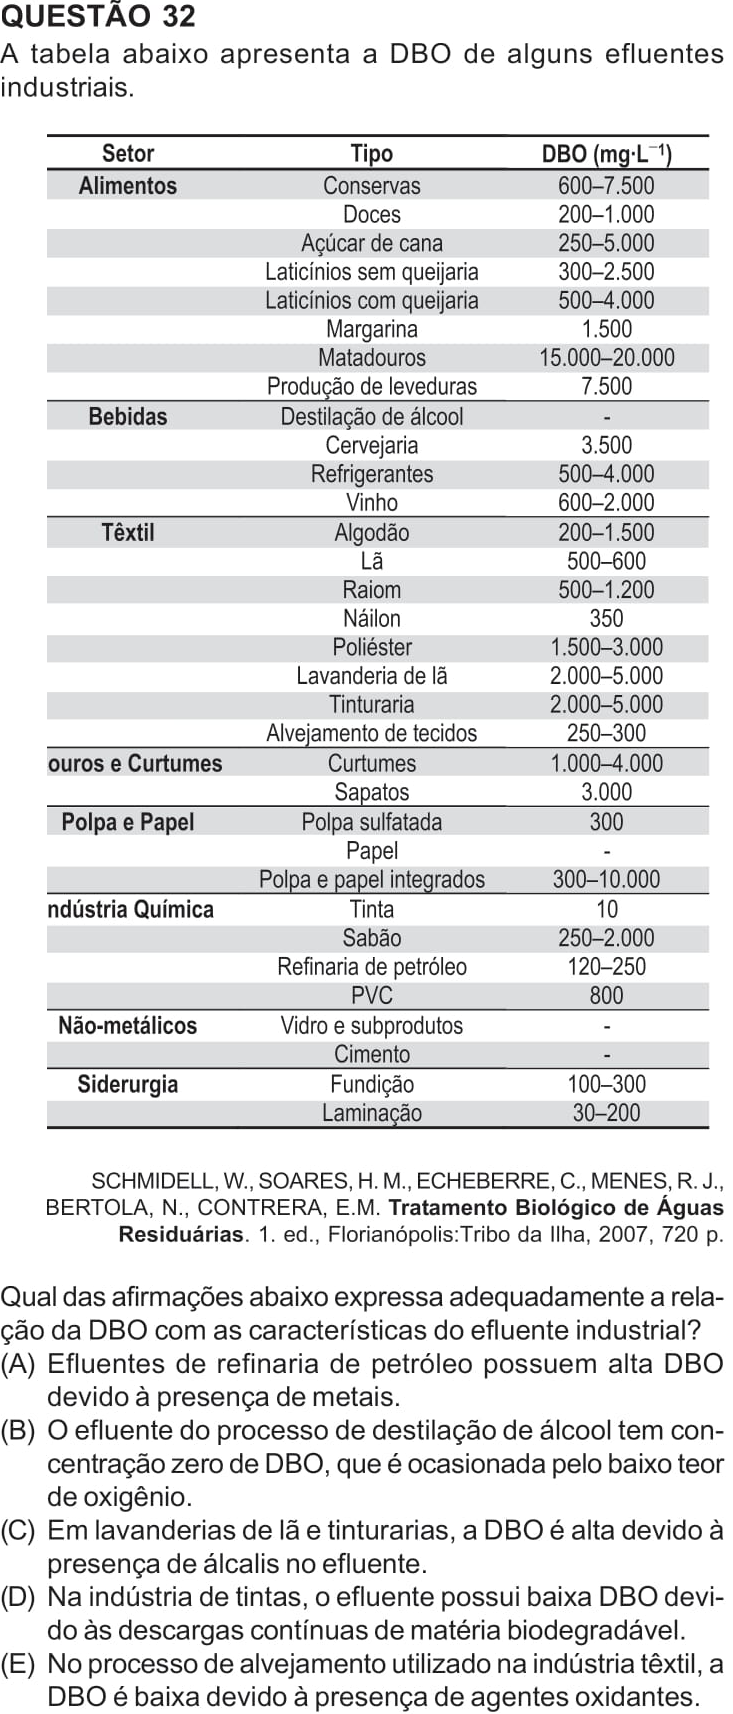 QUESTÃO 32
A tabela abaixo apresenta a DBO de alguns efluentes
industriais.
Setor Tipo DBO (mg·L⁻¹)
Alimentos Conservas 600–7.500
Doces 200–1.000
Açúcar de cana 250–5.000
Laticínios sem queijaria 300–2.500
Laticínios com queijaria 500–4.000
Margarina 1.500
Matadouros 15.000–20.000
Produção de leveduras 7.500
Bebidas Destilação de álcool -
Cervejaria 3.500
Refrigerantes 500–4.000
Vinho 600–2.000
Têxtil Algodão 200–1.500
Lã 500–600
Raiom 500–1.200
Náilon 350
Poliéster 1.500–3.000
Lavanderia de lã 2.000–5.000
Tinturaria 2.000–5.000
Alvejamento de tecidos 250–300
ouros e Curtumes Curtumes 1.000–4.000
Sapatos 3.000
Polpa e Papel Polpa sulfatada 300
Papel -
Polpa e papel integrados 300–10.000
ndústria Química Tinta 10
Sabão 250–2.000
Refinaria de petróleo 120–250
PVC 800
Não-metálicos Vidro e subprodutos -
Cimento -
Siderurgia Fundição 100–300
Laminação 30–200
SCHMIDELL, W., SOARES, H. M., ECHEBERRE, C., MENES, R. J.,
BERTOLA, N., CONTRERA, E.M. Tratamento Biológico de Águas
Residuárias. 1. ed., Florianópolis:Tribo da Ilha, 2007, 720 p.
Qual das afirmações abaixo expressa adequadamente a rela-
ção da DBO com as características do efluente industrial?
(A) Efluentes de refinaria de petróleo possuem alta DBO
devido à presença de metais.
(B) O efluente do processo de destilação de álcool tem con-
centração zero de DBO, que é ocasionada pelo baixo teor
de oxigênio.
(C) Em lavanderias de lã e tinturarias, a DBO é alta devido à
presença de álcalis no efluente.
(D) Na indústria de tintas, o efluente possui baixa DBO devi-
do às descargas contínuas de matéria biodegradável.
(E) No processo de alvejamento utilizado na indústria têxtil, a
DBO é baixa devido à presença de agentes oxidantes.